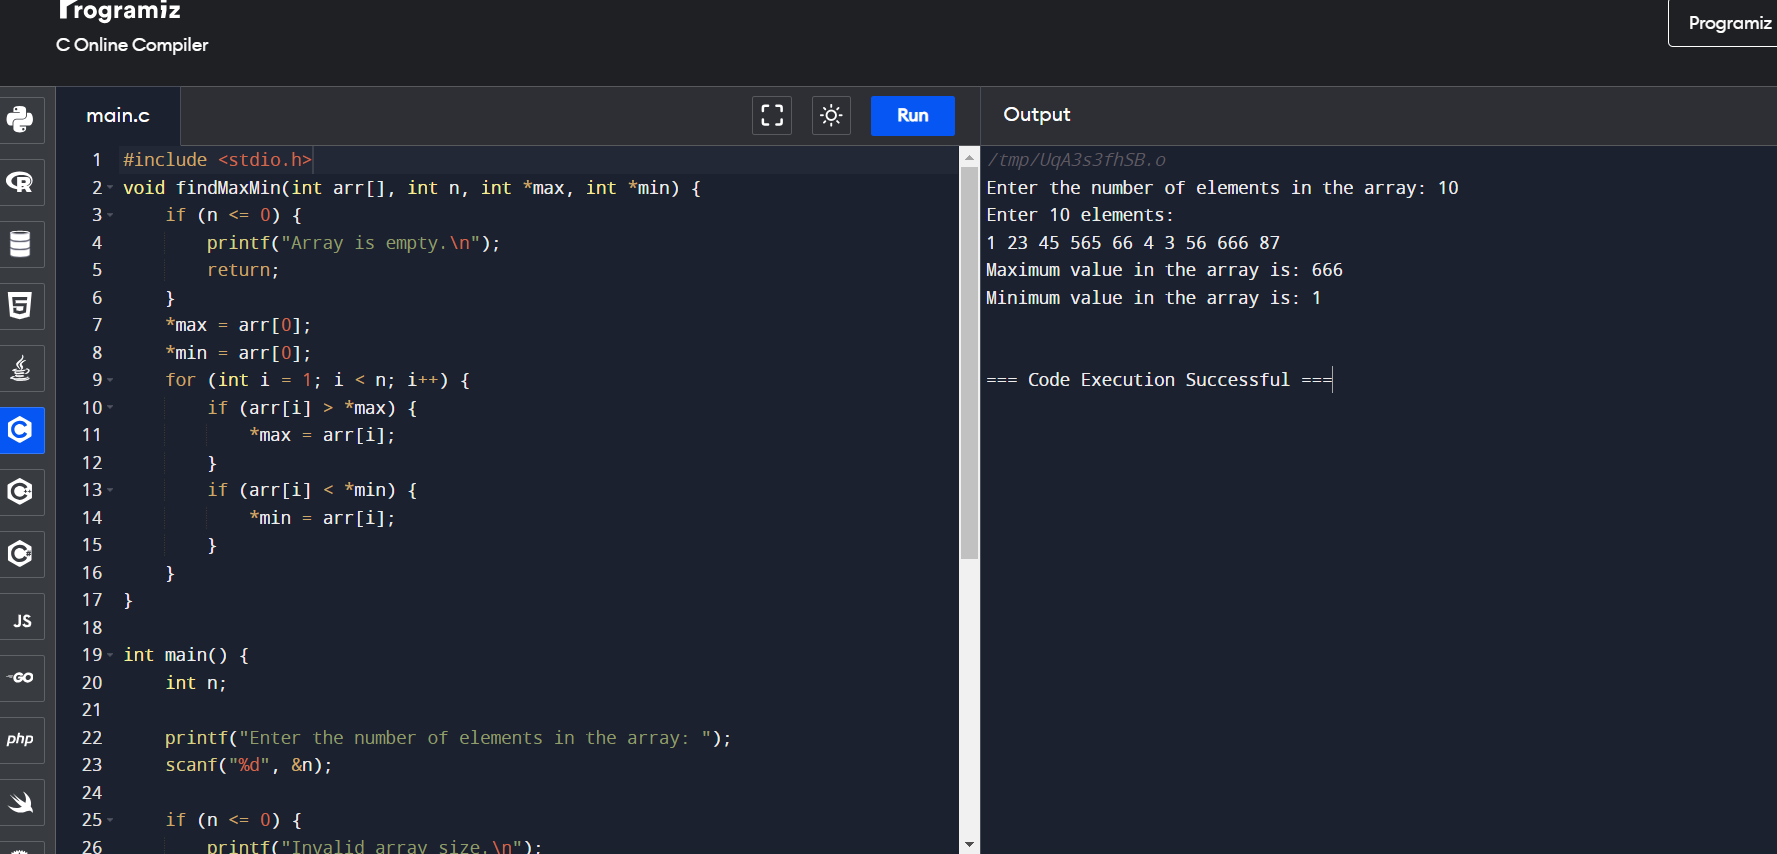 Programiz
C Online Compiler
Programiz
main.c
Run
Output
1 #include <stdio.h>
2 void findMaxMin(int arr[], int n, int *max, int *min) {
3     if (n <= 0) {
4         printf("Array is empty.\n");
5         return;
6     }
7     *max = arr[0];
8     *min = arr[0];
9     for (int i = 1; i < n; i++) {
10         if (arr[i] > *max) {
11             *max = arr[i];
12         }
13         if (arr[i] < *min) {
14             *min = arr[i];
15         }
16     }
17 }
18
19 int main() {
20     int n;
21
22     printf("Enter the number of elements in the array: ");
23     scanf("%d", &n);
24
25     if (n <= 0) {
26         printf("Invalid array size.\n");
/tmp/UqA3s3fhSB.o
Enter the number of elements in the array: 10
Enter 10 elements:
1 23 45 565 66 4 3 56 666 87
Maximum value in the array is: 666
Minimum value in the array is: 1
=== Code Execution Successful ===
R
5
C
C
C
JS
GO
php